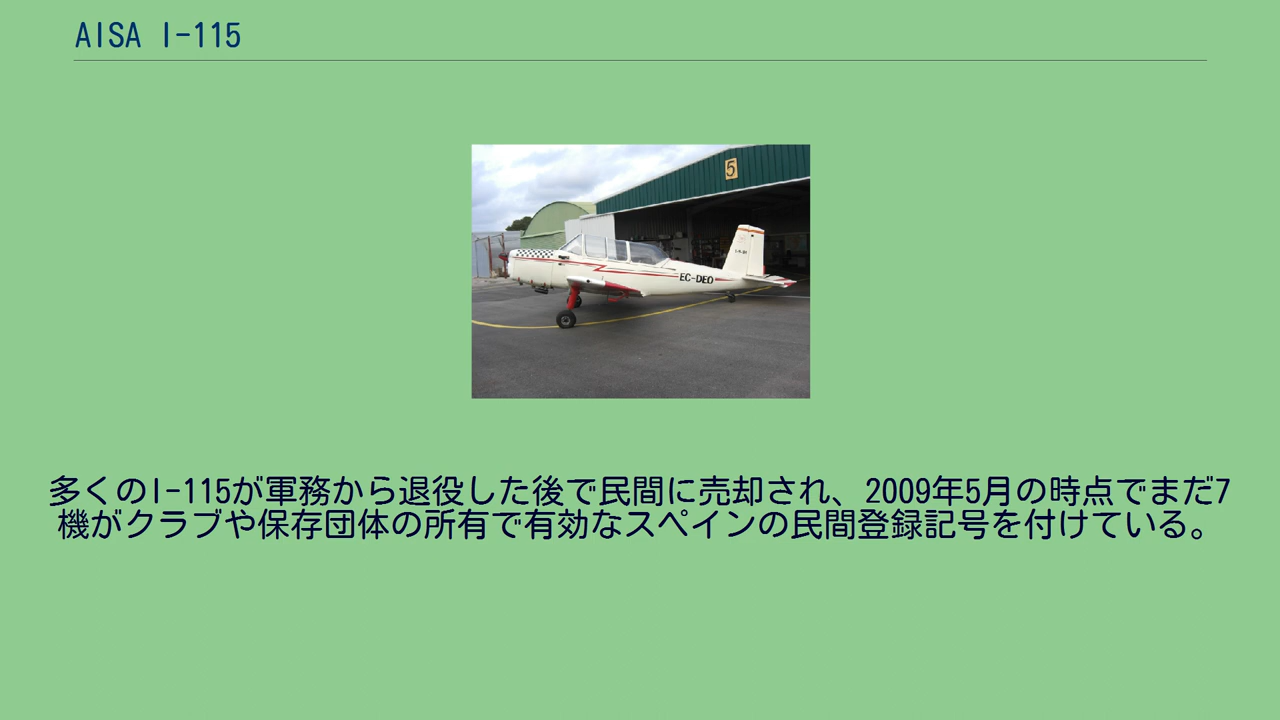 AISA I-115
5
EC-DEO
多くのI-115が軍務から退役した後で民間に売却され、2009年5月の時点でまだ7
機がクラブや保存団体の所有で有効なスペインの民間登録記号を付けている。